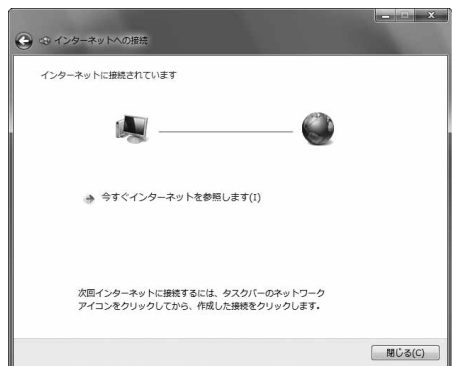 インターネットへの接続
インターネットに接続されています
今すぐインターネットを参照します(I)
次回インターネットに接続するには、タスクバーのネットワーク
アイコンをクリックしてから、作成した接続をクリックします。
閉じる(C)